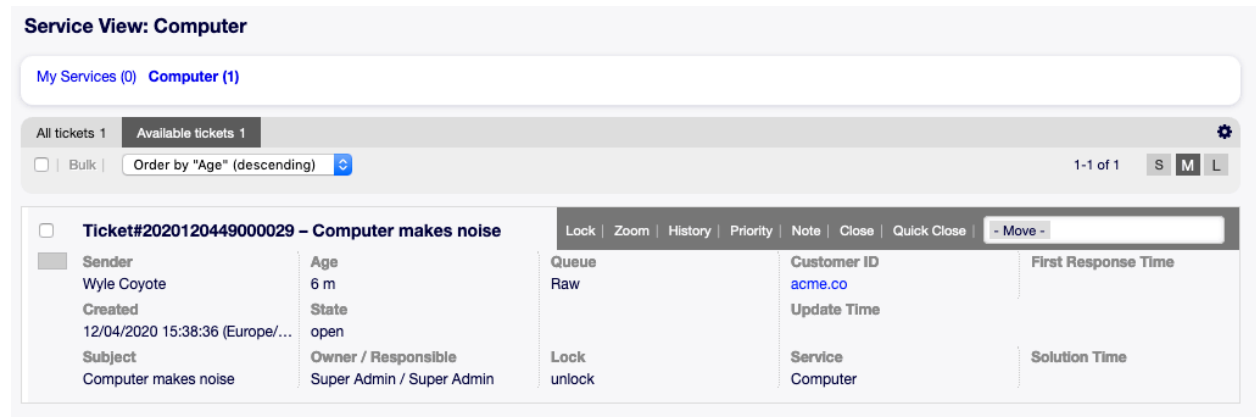 Service View: Computer
My Services (0) Computer (1)
All tickets 1 Available tickets 1
Bulk | Order by "Age" (descending) 1-1 of 1 S M L
Ticket#2020120449000029 – Computer makes noise Lock | Zoom | History | Priority | Note | Close | Quick Close | - Move -
Sender Age Queue Customer ID First Response Time
Wyle Coyote 6 m Raw acme.co
Created State Update Time
12/04/2020 15:38:36 (Europe/... open
Subject Owner / Responsible Lock Service Solution Time
Computer makes noise Super Admin / Super Admin unlock Computer